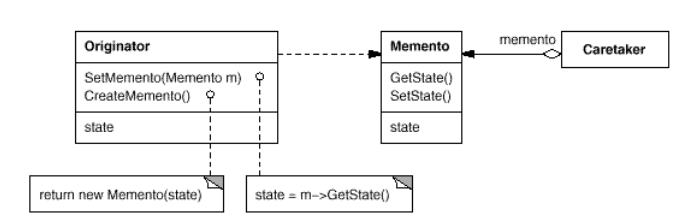 memento
Originator
Memento
Caretaker
SetMemento(Memento m)
CreateMemento()
GetState()
SetState()
state
state
return new Memento(state)
state = m->GetState()